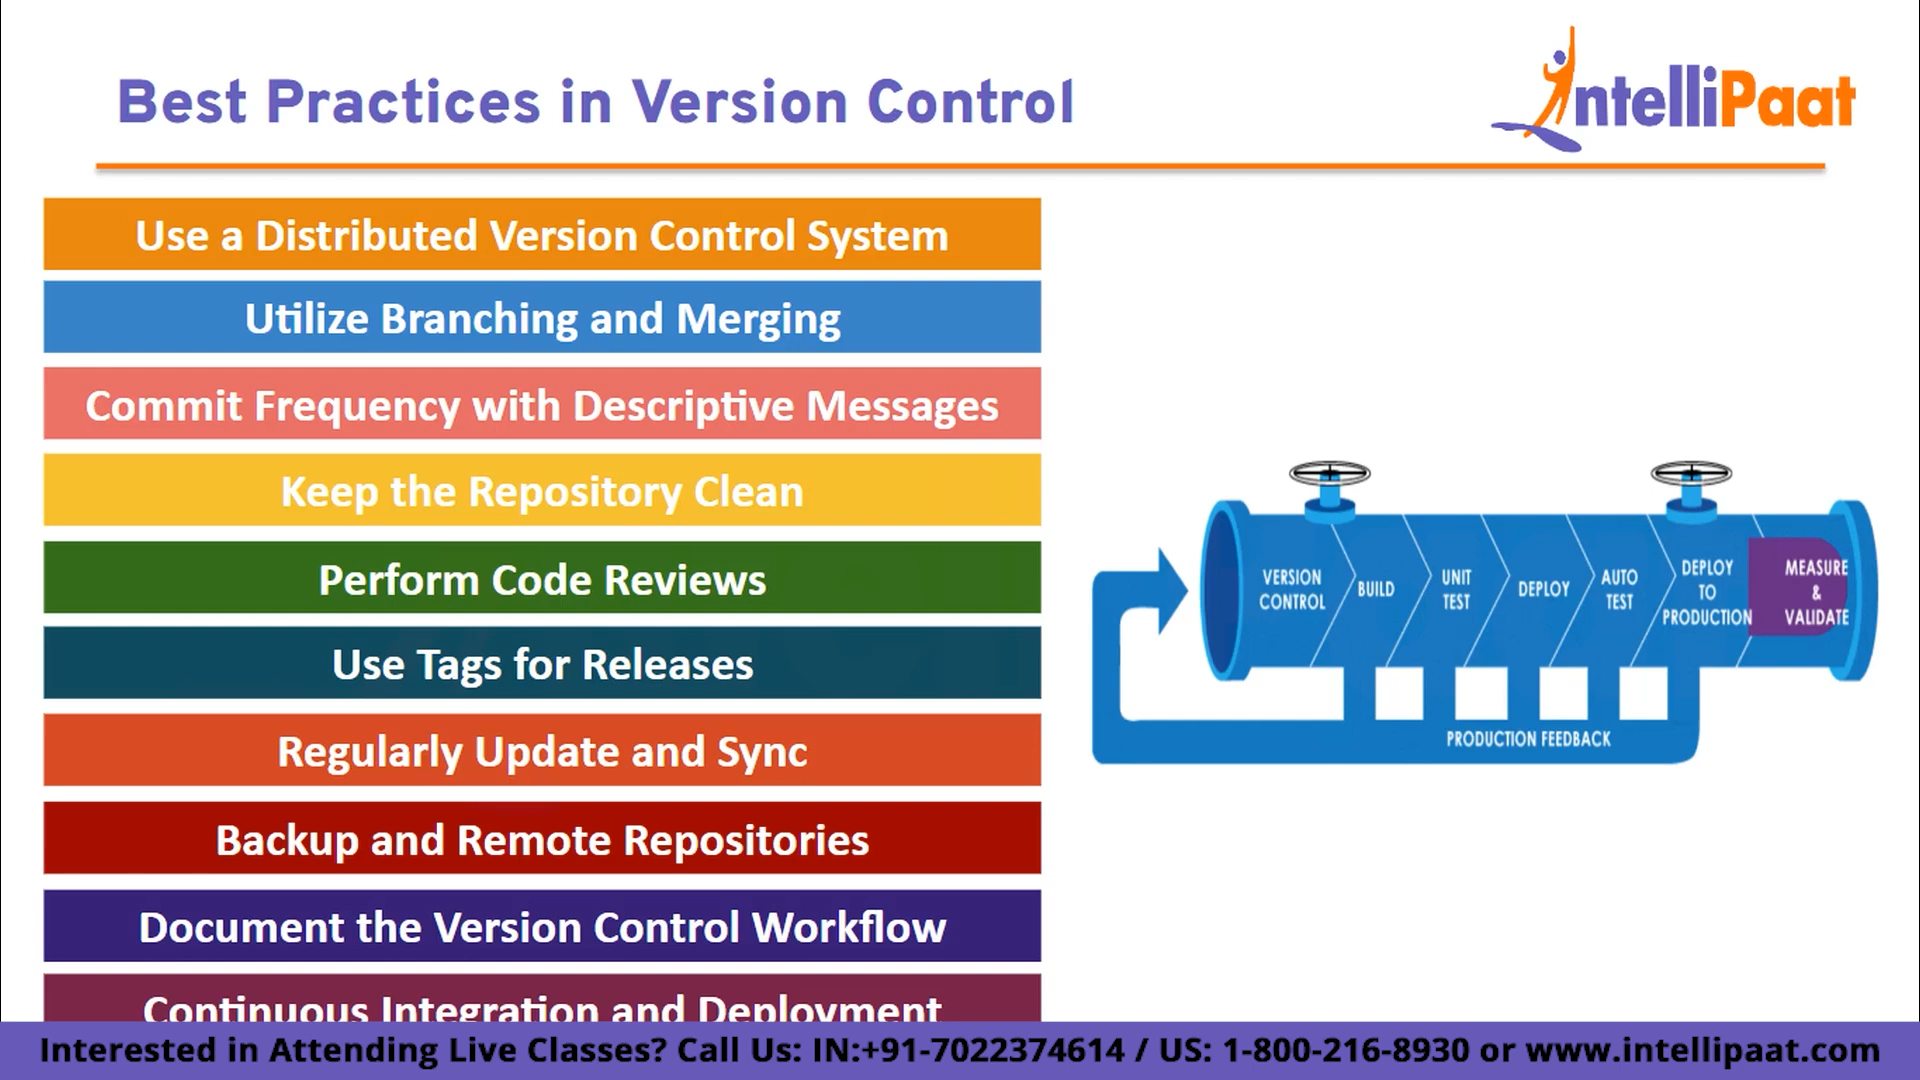 Best Practices in Version Control
IntelliPaat
Use a Distributed Version Control System
Utilize Branching and Merging
Commit Frequency with Descriptive Messages
Keep the Repository Clean
Perform Code Reviews
Use Tags for Releases
Regularly Update and Sync
Backup and Remote Repositories
Document the Version Control Workflow
Continuous Integration and Deployment
VERSION
CONTROL
BUILD
UNIT
TEST
DEPLOY
AUTO
TEST
DEPLOY
TO
PRODUCTION
MEASURE
&
VALIDATE
PRODUCTION FEEDBACK
Interested in Attending Live Classes? Call Us: IN:+91-7022374614 / US: 1-800-216-8930 or www.intellipaat.com